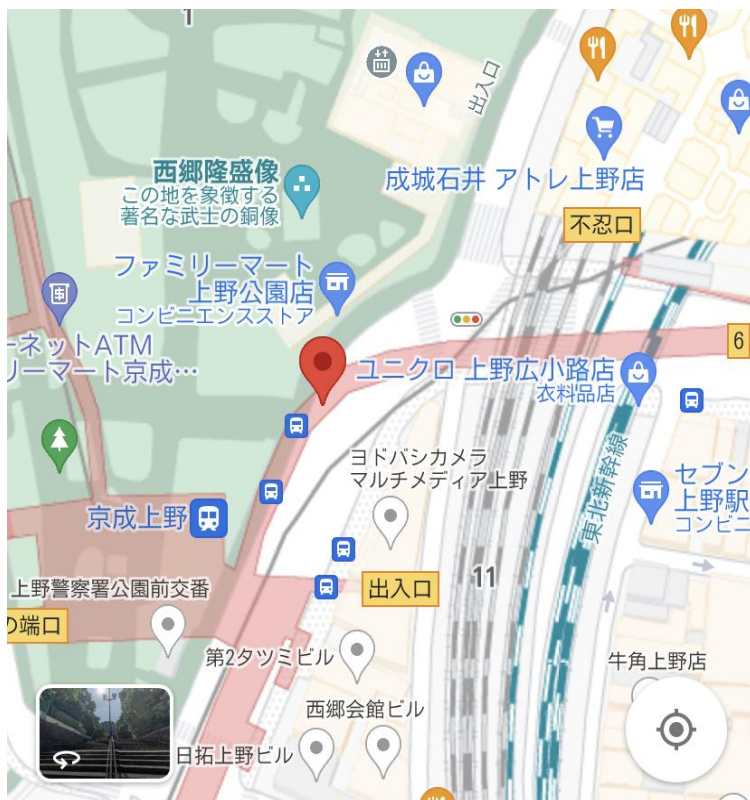 1
出入口
西郷隆盛像
この地を象徴する
著名な武士の銅像
成城石井 アトレ上野店
不忍口
ファミリーマート
上野公園店
コンビニエンスストア
ーネットATM
リーマート京成…
6
ユニクロ 上野広小路店
衣料品店
ヨドバシカメラ
マルチメディア上野
東北新幹線
セブン
上野駅
コンビニ
京成上野
11
出入口
上野警察署公園前交番
の端口
第2タツミビル
牛角上野店
西郷会館ビル
日拓上野ビル